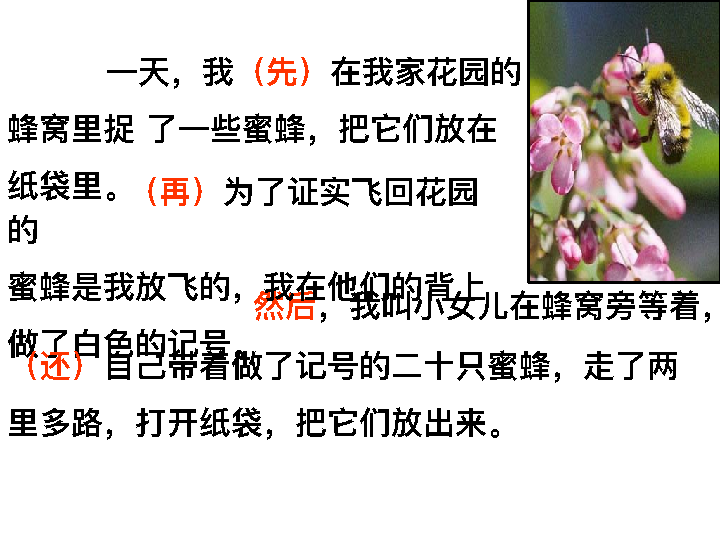 一天，我（先）在我家花园的
蜂窝里捉 了一些蜜蜂，把它们放在
纸袋里。（再）为了证实飞回花园
的
蜜蜂是我放飞的，我在他们的背上
然后，我叫小女儿在蜂窝旁等着，
做了白色的记号。
（还）自己带着做了记号的二十只蜜蜂，走了两
里多路，打开纸袋，把它们放出来。